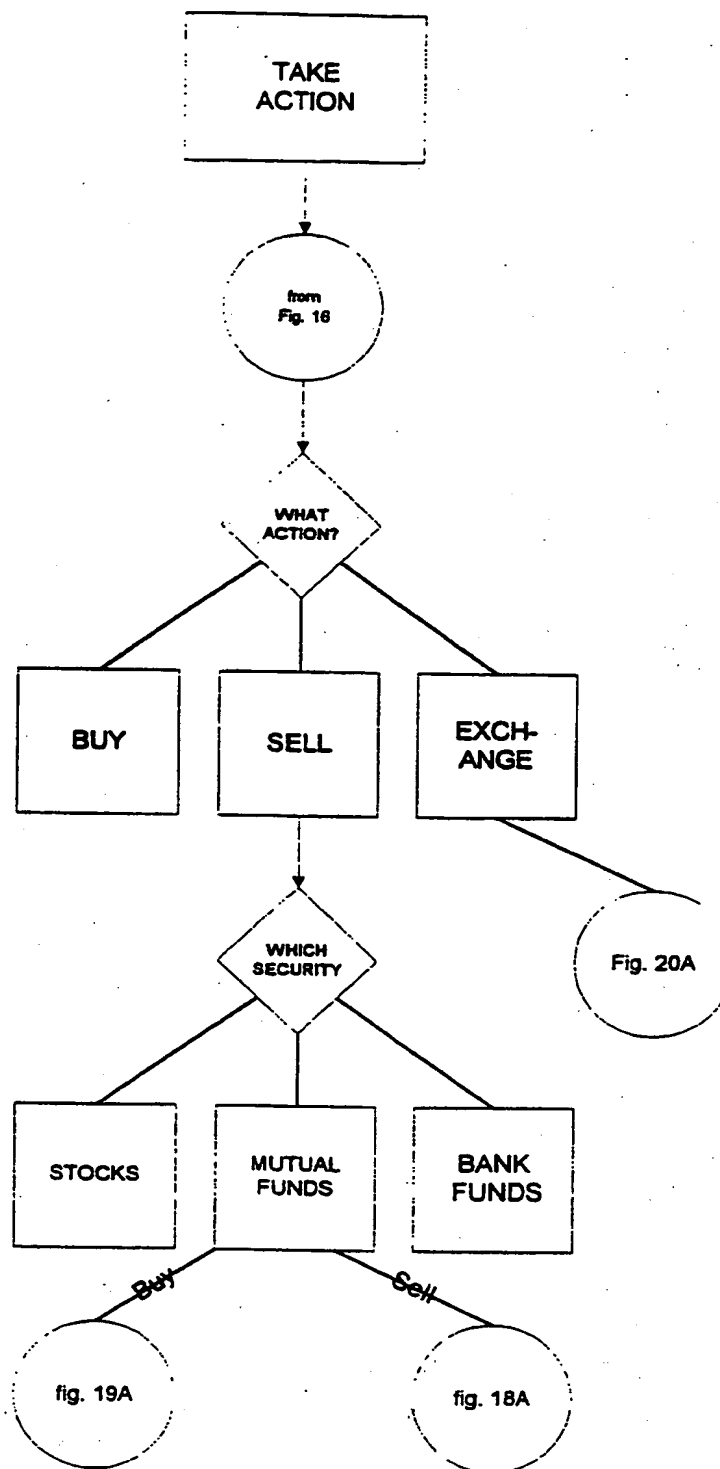 TAKE
ACTION
from
Fig. 16
WHAT
ACTION?
BUY
SELL
EXCH-
ANGE
WHICH
SECURITY
Fig. 20A
STOCKS
MUTUAL
FUNDS
BANK
FUNDS
Buy
Sell
fig. 19A
fig. 18A